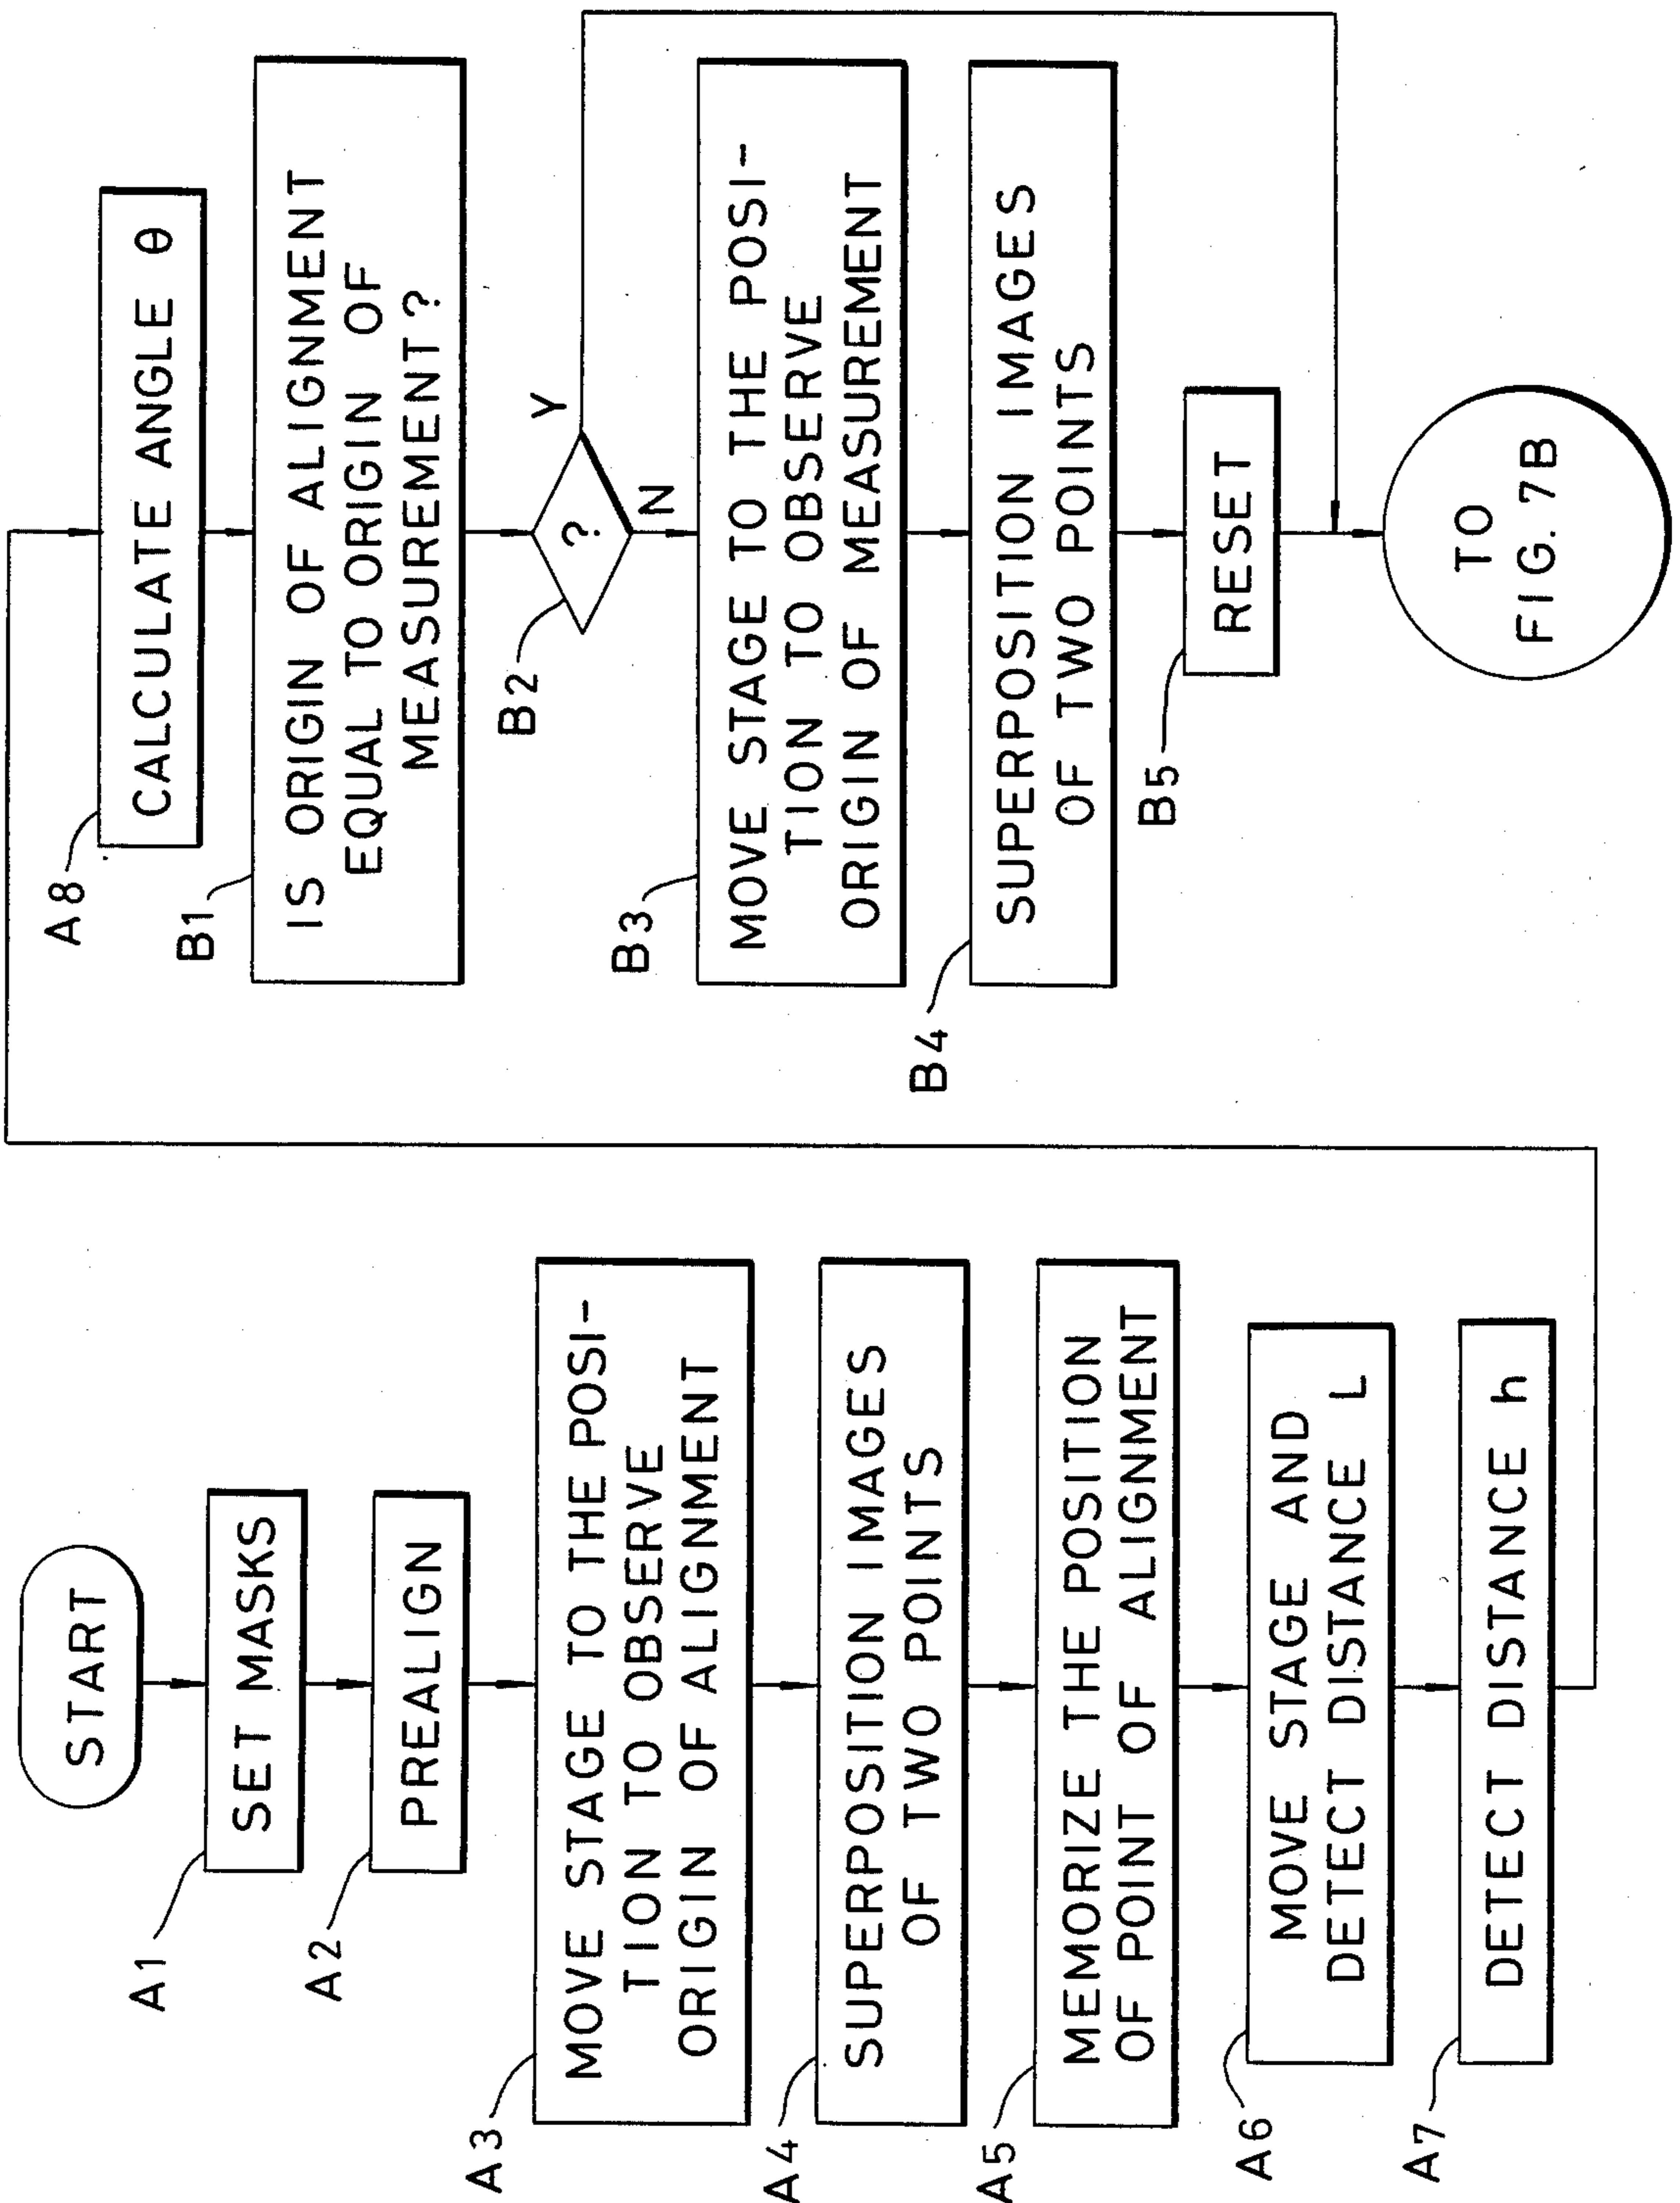 START
A1
SET MASKS
A2
PREALIGN
A3
MOVE STAGE TO THE POSI-
TION TO OBSERVE
ORIGIN OF ALIGNMENT
A4
SUPERPOSITION IMAGES
OF TWO POINTS
A5
MEMORIZE THE POSITION
OF POINT OF ALIGNMENT
A6
MOVE STAGE AND
DETECT DISTANCE L
A7
DETECT DISTANCE h
A8
CALCULATE ANGLE θ
B1
IS ORIGIN OF ALIGNMENT
EQUAL TO ORIGIN OF
MEASUREMENT?
B2
?
Y
N
B3
MOVE STAGE TO THE POSI-
TION TO OBSERVE
ORIGIN OF MEASUREMENT
B4
SUPERPOSITION IMAGES
OF TWO POINTS
B5
RESET
TO
FIG. 7B